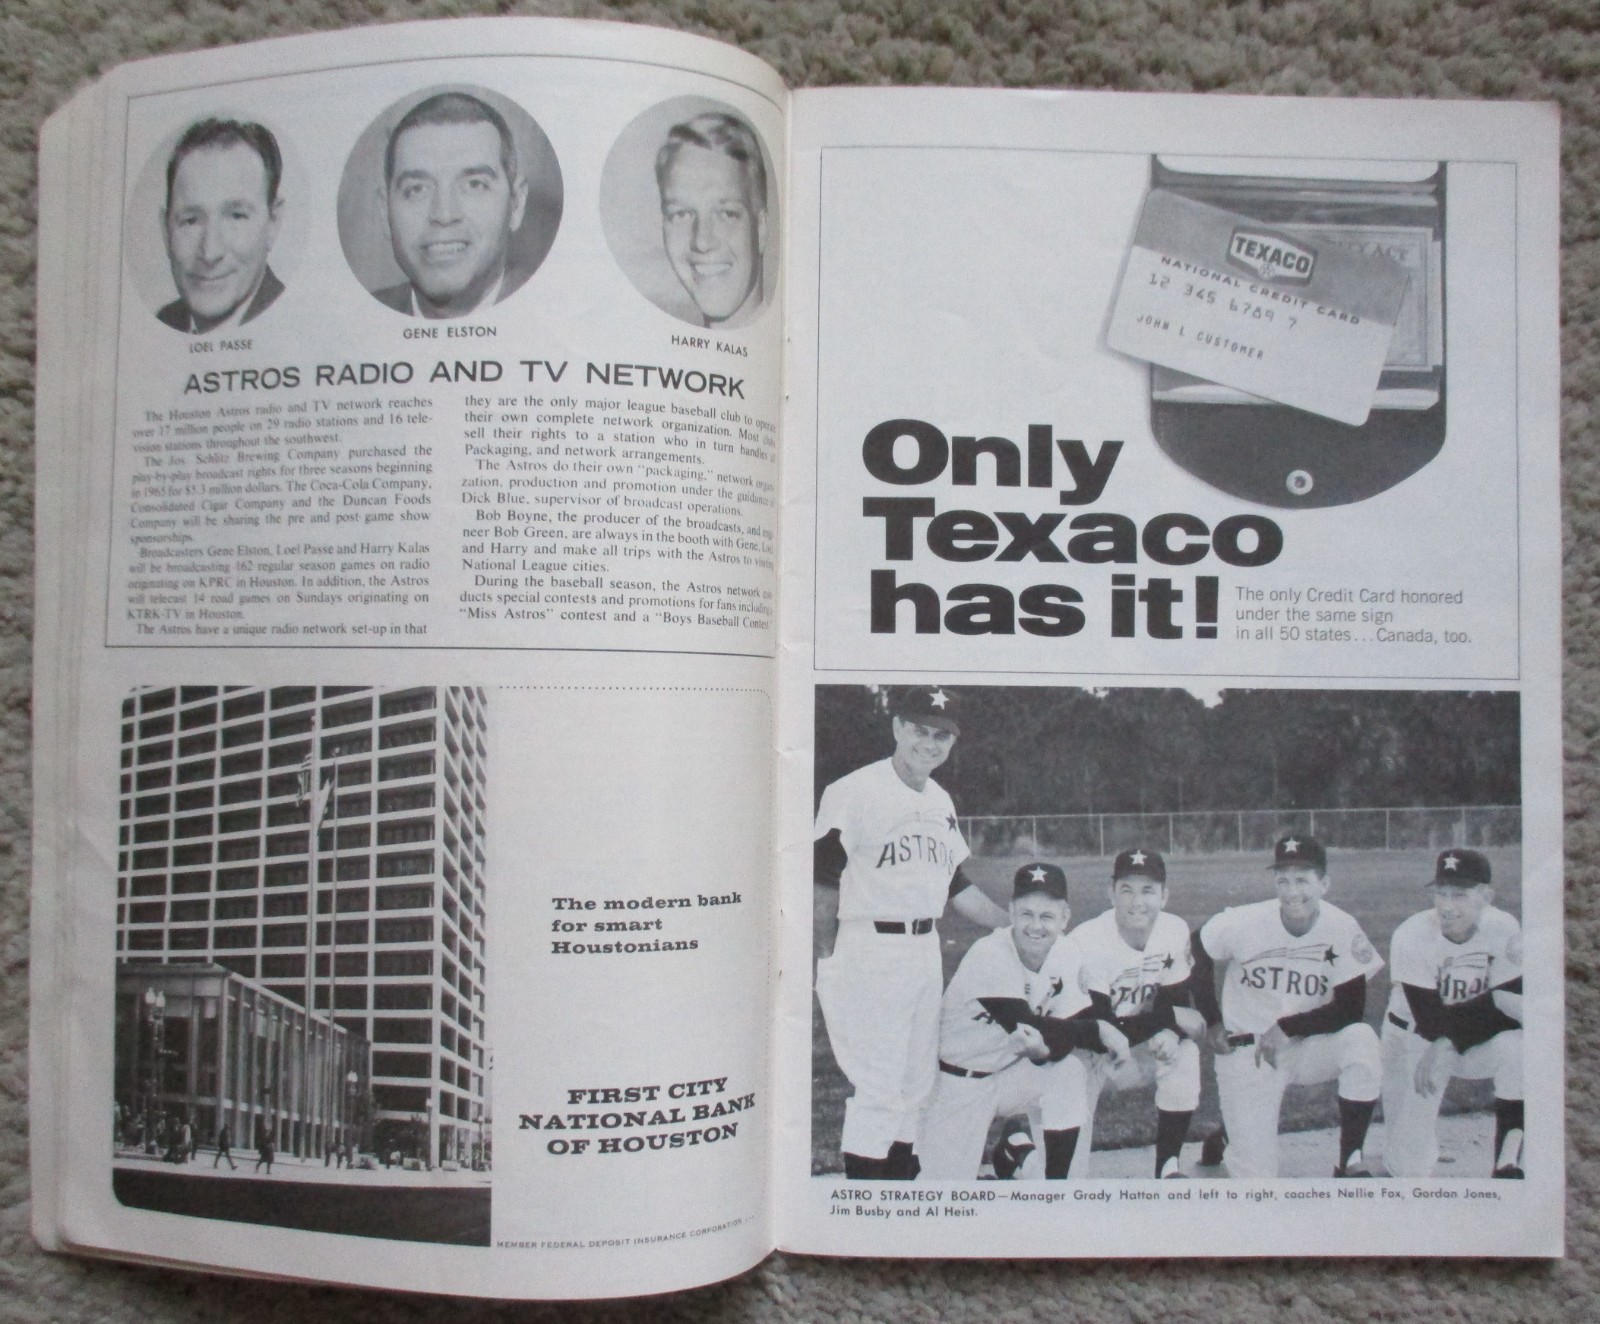 LOEL PASSE
GENE ELSTON
HARRY KALAS
ASTROS RADIO AND TV NETWORK
The Houston Astros radio and TV network reaches
over 17 million people on 29 radio stations and 16 tele-
vision stations throughout the southwest.
The Jos. Schlitz Brewing Company purchased the
play-by-play broadcast rights for three seasons beginning
in 1965 for $5.3 million dollars. The Coca-Cola Company,
Consolidated Cigar Company and the Duncan Foods
Company will be sharing the pre and post game show
sponsorships.
Broadcasters Gene Elston, Loel Passe and Harry Kalas
will be broadcasting 162 regular season games on radio
originating on KPRC in Houston. In addition, the Astros
will telecast 14 road games on Sundays originating on
KTRK-TV in Houston.
The Astros have a unique radio network set-up in that
they are the only major league baseball club to operate
their own complete network organization. Most clubs
sell their rights to a station who in turn handles
Packaging, and network arrangements.
The Astros do their own "packaging," network
zation, production and promotion under the guidance
Dick Blue, supervisor of broadcast operations.
Bob Boyne, the producer of the broadcasts, and
neer Bob Green, are always in the booth with Gene,
and Harry and make all trips with the Astros to visiting
National League cities.
During the baseball season, the Astros network
ducts special contests and promotions for fans including
"Miss Astros" contest and a "Boys Baseball Contest
The modern bank
for smart
Houstonians
FIRST CITY
NATIONAL BANK
OF HOUSTON
MEMBER FEDERAL DEPOSIT INSURANCE CORPORATION
TEXACO
NATIONAL CREDIT CARD
12 345 6789 7
JOHN L CUSTOMER
Only
Texaco
has it!
The only Credit Card honored
under the same sign
in all 50 states...Canada, too.
ASTROS
ASTROS
ASTRO STRATEGY BOARD—Manager Grady Hatton and left to right, coaches Nellie Fox, Gordon Jones,
Jim Busby and Al Heist.